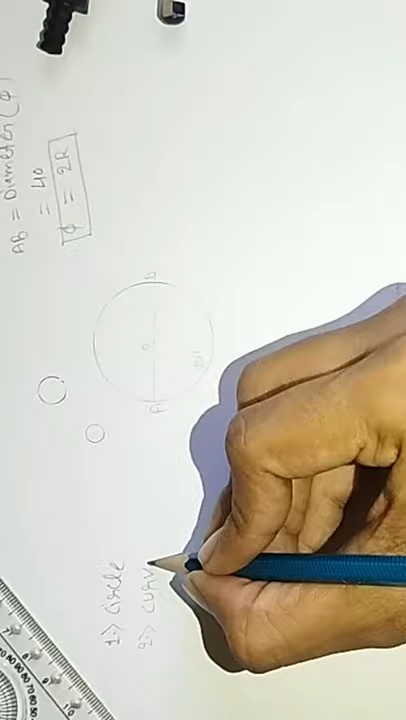 1.> Circle
2.> Curv
AB = Diameter (φ)
= 40
φ = 2R
A
B
O